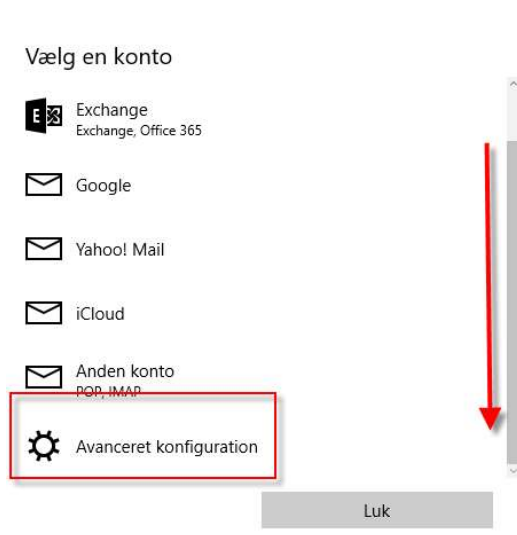 Vælg en konto
Exchange
Exchange, Office 365
Google
Yahoo! Mail
iCloud
Anden konto
POP, IMAP
Avanceret konfiguration
Luk